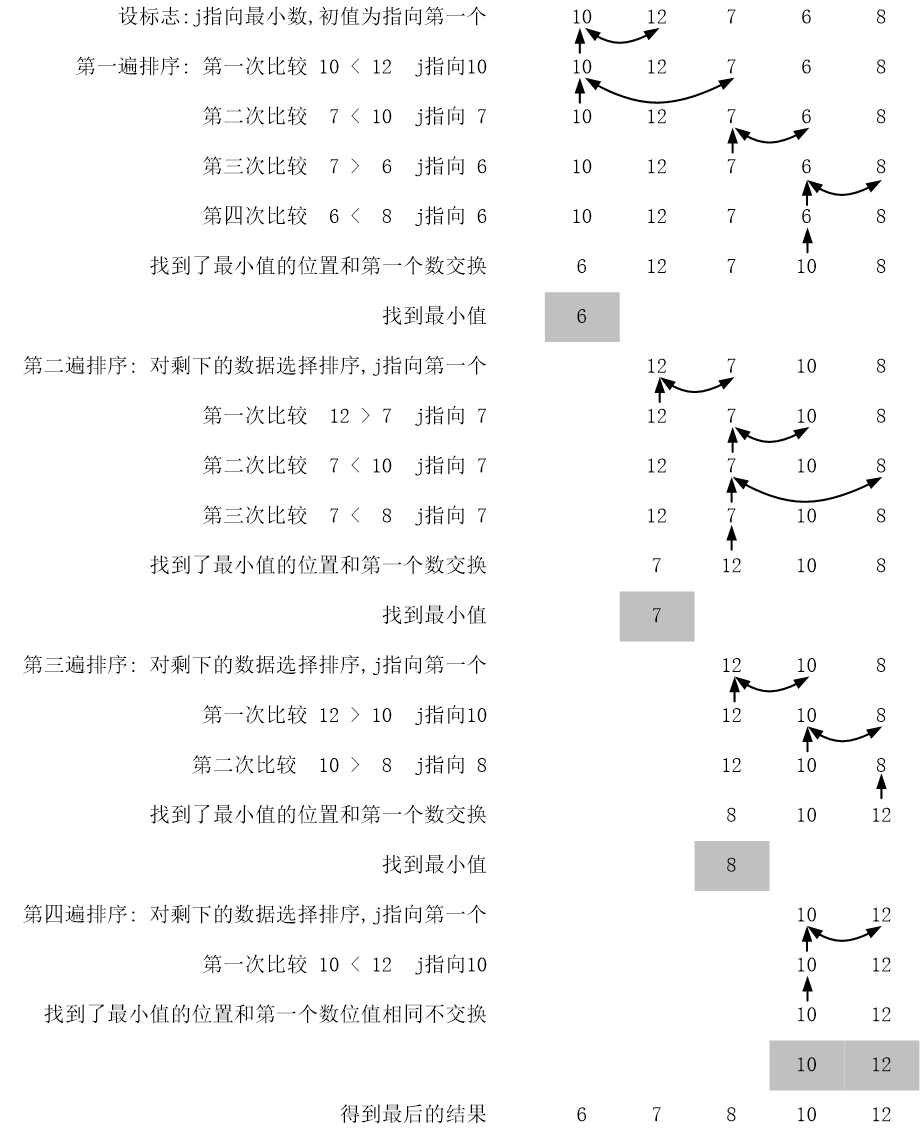 设标志:j指向最小数,初值为指向第一个 10 12 7 6 8
第一遍排序: 第一次比较 10 < 12 j指向10 10 12 7 6 8
第二次比较 7 < 10 j指向 7 10 12 7 6 8
第三次比较 7 > 6 j指向 6 10 12 7 6 8
第四次比较 6 < 8 j指向 6 10 12 7 6 8
找到了最小值的位置和第一个数交换 6 12 7 10 8
找到最小值 6
第二遍排序: 对剩下的数据选择排序,j指向第一个 12 7 10 8
第一次比较 12 > 7 j指向 7 12 7 10 8
第二次比较 7 < 10 j指向 7 12 7 10 8
第三次比较 7 < 8 j指向 7 12 7 10 8
找到了最小值的位置和第一个数交换 7 12 10 8
找到最小值 7
第三遍排序: 对剩下的数据选择排序,j指向第一个 12 10 8
第一次比较 12 > 10 j指向10 12 10 8
第二次比较 10 > 8 j指向 8 12 10 8
找到了最小值的位置和第一个数交换 8 10 12
找到最小值 8
第四遍排序: 对剩下的数据选择排序,j指向第一个 10 12
第一次比较 10 < 12 j指向10 10 12
找到了最小值的位置和第一个数位值相同不交换 10 12
10 12
得到最后的结果 6 7 8 10 12